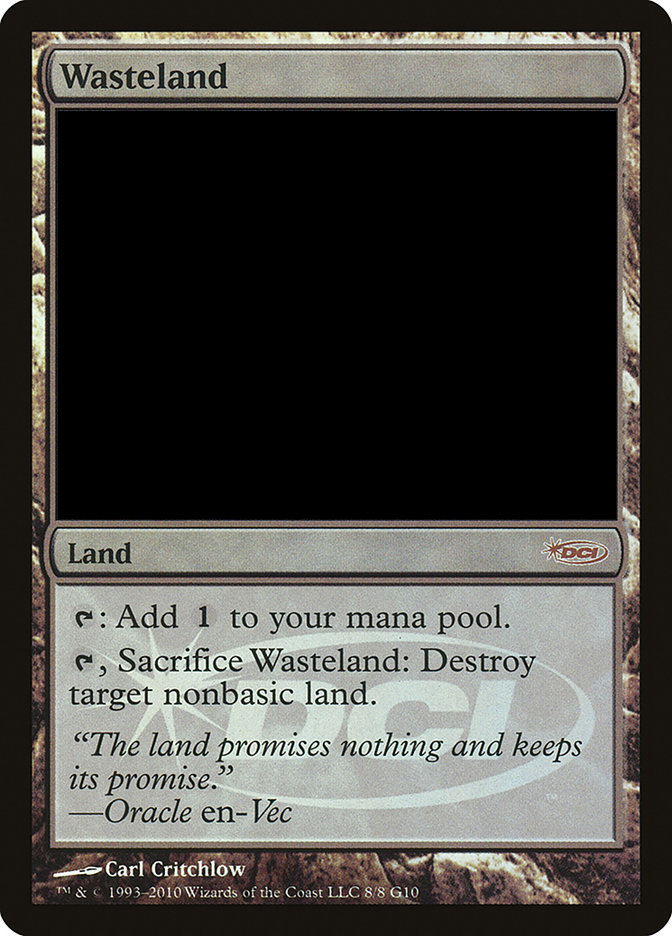 Wasteland
Land
DCI
: Add 1 to your mana pool.
, Sacrifice Wasteland: Destroy
target nonbasic land.
DCI
“The land promises nothing and keeps
its promise.”
—Oracle en-Vec
Carl Critchlow
™ & © 1993–2010 Wizards of the Coast LLC 8/8 G10